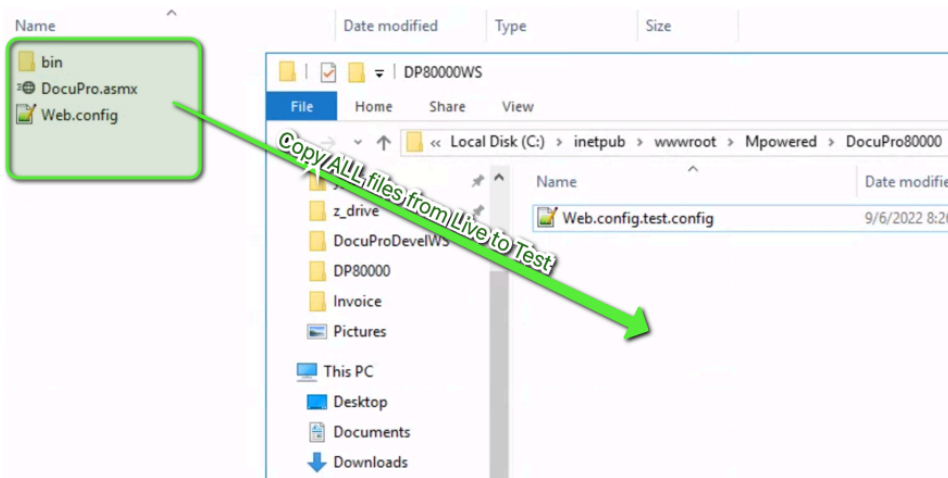 Name Date modified Type Size
bin
DocuPro.asmx
Web.config
DP80000WS
File Home Share View
« Local Disk (C:) > inetpub > wwwroot > Mpowered > DocuPro80000
Copy ALL files from Live to Test
Name Date modifie
Web.config.test.config 9/6/2022 8:20
z_drive
DocuProDevelWS
DP80000
Invoice
Pictures
This PC
Desktop
Documents
Downloads